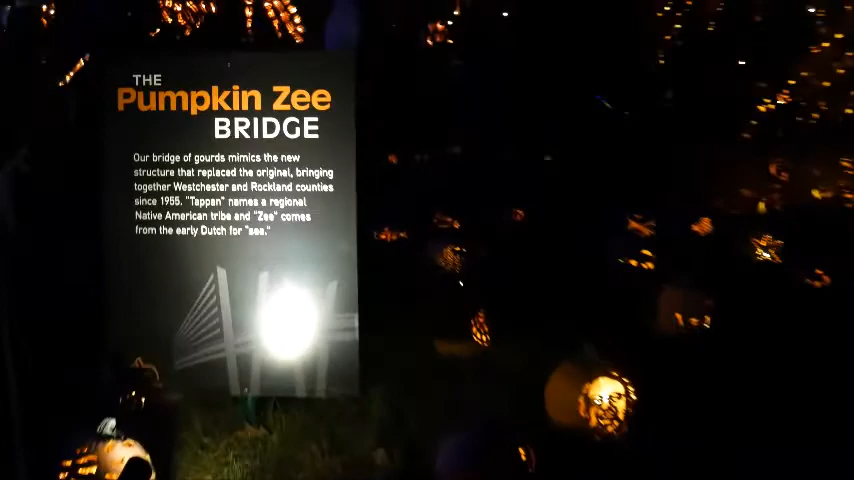 THE
Pumpkin Zee
BRIDGE
Our bridge of gourds mimics the new
structure that replaced the original, bringing
together Westchester and Rockland counties
since 1955. "Tappan" names a regional
Native American tribe and "Zee" comes
from the early Dutch for "sea."